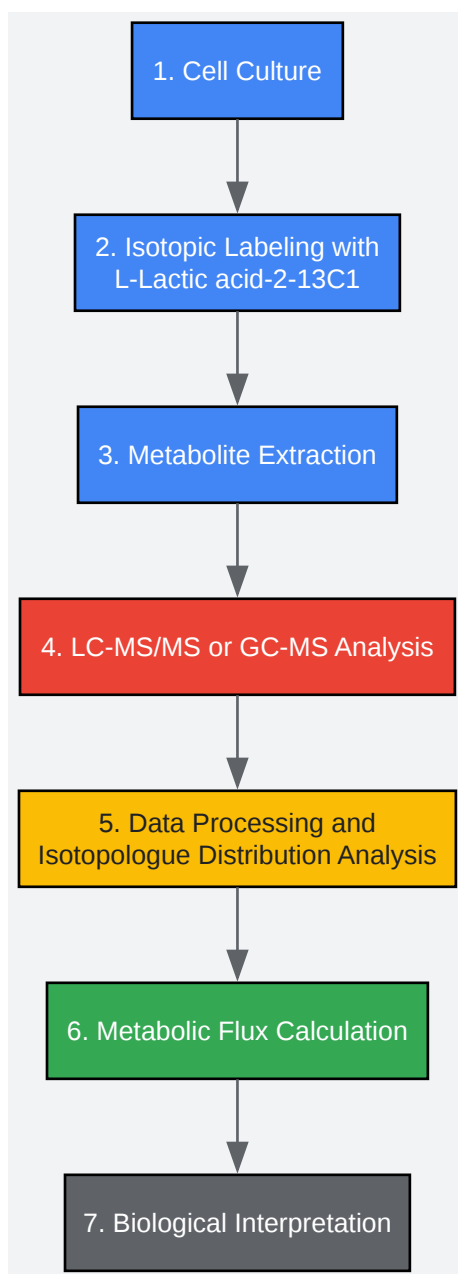 1. Cell Culture
2. Isotopic Labeling with
L-Lactic acid-2-13C1
3. Metabolite Extraction
4. LC-MS/MS or GC-MS Analysis
5. Data Processing and
Isotopologue Distribution Analysis
6. Metabolic Flux Calculation
7. Biological Interpretation